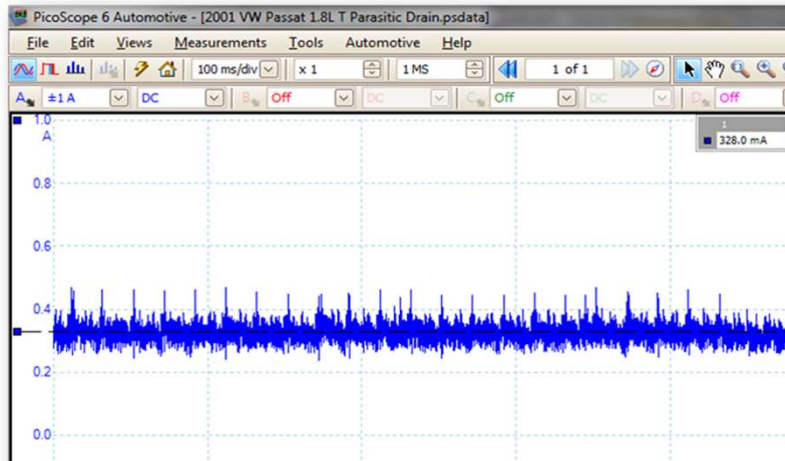 PicoScope 6 Automotive - [2001 VW Passat 1.8L T Parasitic Drain.psdata]
File Edit Views Measurements Tools Automotive Help
100 ms/div x 1 1 MS 1 of 1
A ±1 A DC B Off DC C Off DC D Off
1.0
A
1
328.0 mA
0.8
0.6
0.4
0.2
0.0